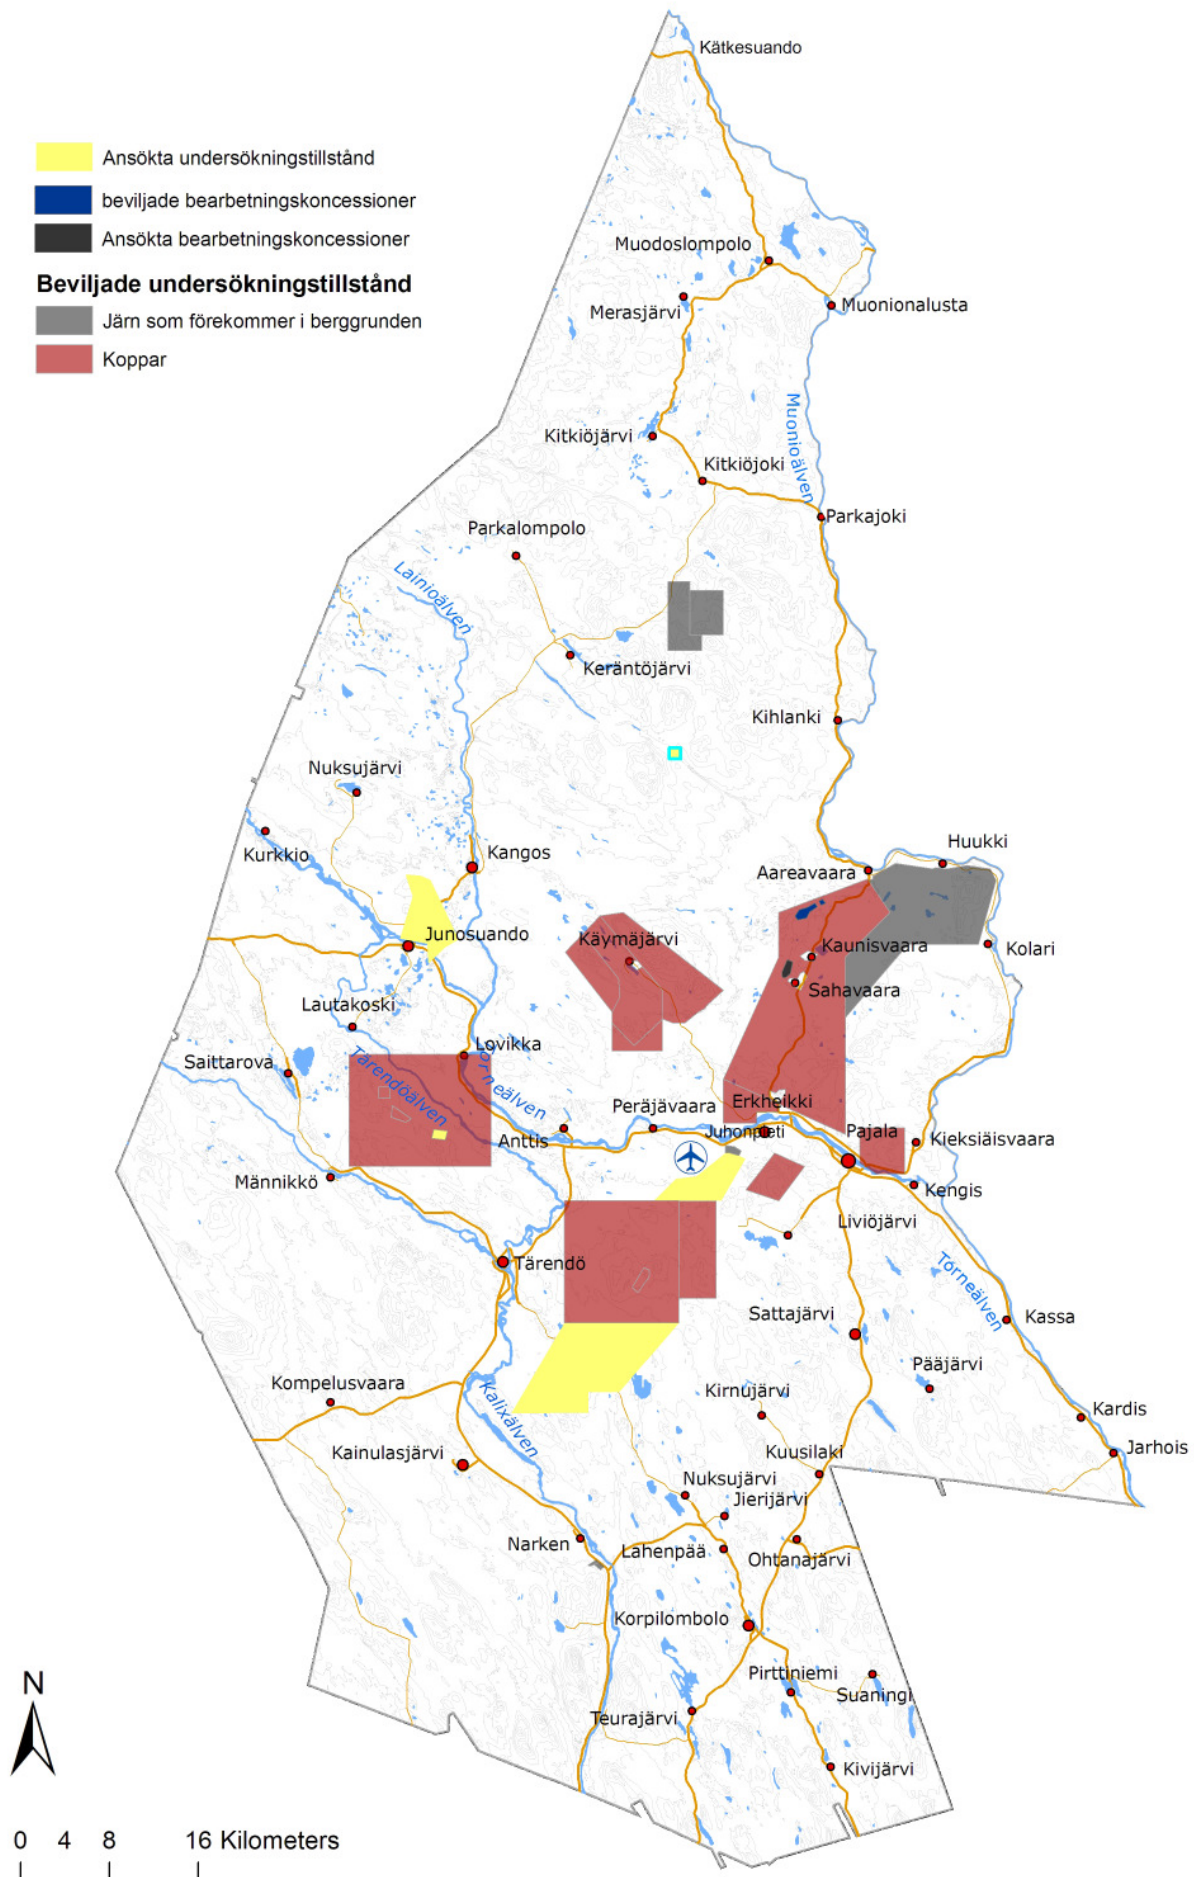 Kätkesuando
Ansökta undersökningstillstånd
beviljade bearbetningskoncessioner
Ansökta bearbetningskoncessioner
Beviljade undersökningstillstånd
Järn som förekommer i berggrunden
Koppar
Muodoslompolo
Merasjärvi
Muonionalusta
Muonioälven
Kitkiöjärvi
Kitkiöjoki
Parkajoki
Parkalompolo
Lainioälven
Keräntöjärvi
Kihlanki
Nuksujärvi
Kurkkio
Kangos
Huukki
Aareavaara
Junosuando
Käymäjärvi
Kaunisvaara
Kolari
Sahavaara
Lautakoski
Lovikka
Saittarova
Tärendöälven
Torneälven
Peräjävaara
Erkheikki
Anttis
Juhonpieti
Pajala
Kieksiäisvaara
Männikkö
Kengis
Liviöjärvi
Tärendö
Torneälven
Sattajärvi
Kassa
Pääjärvi
Kompelusvaara
Kalixälven
Kirnujärvi
Kardis
Kainulasjärvi
Kuusilaki
Jarhois
Nuksujärvi
Jierijärvi
Narken
Lahenpää
Ohtanajärvi
Korpilombolo
Pirttiniemi
Suaningi
Teurajärvi
Kivijärvi
N
0 4 8 16 Kilometers